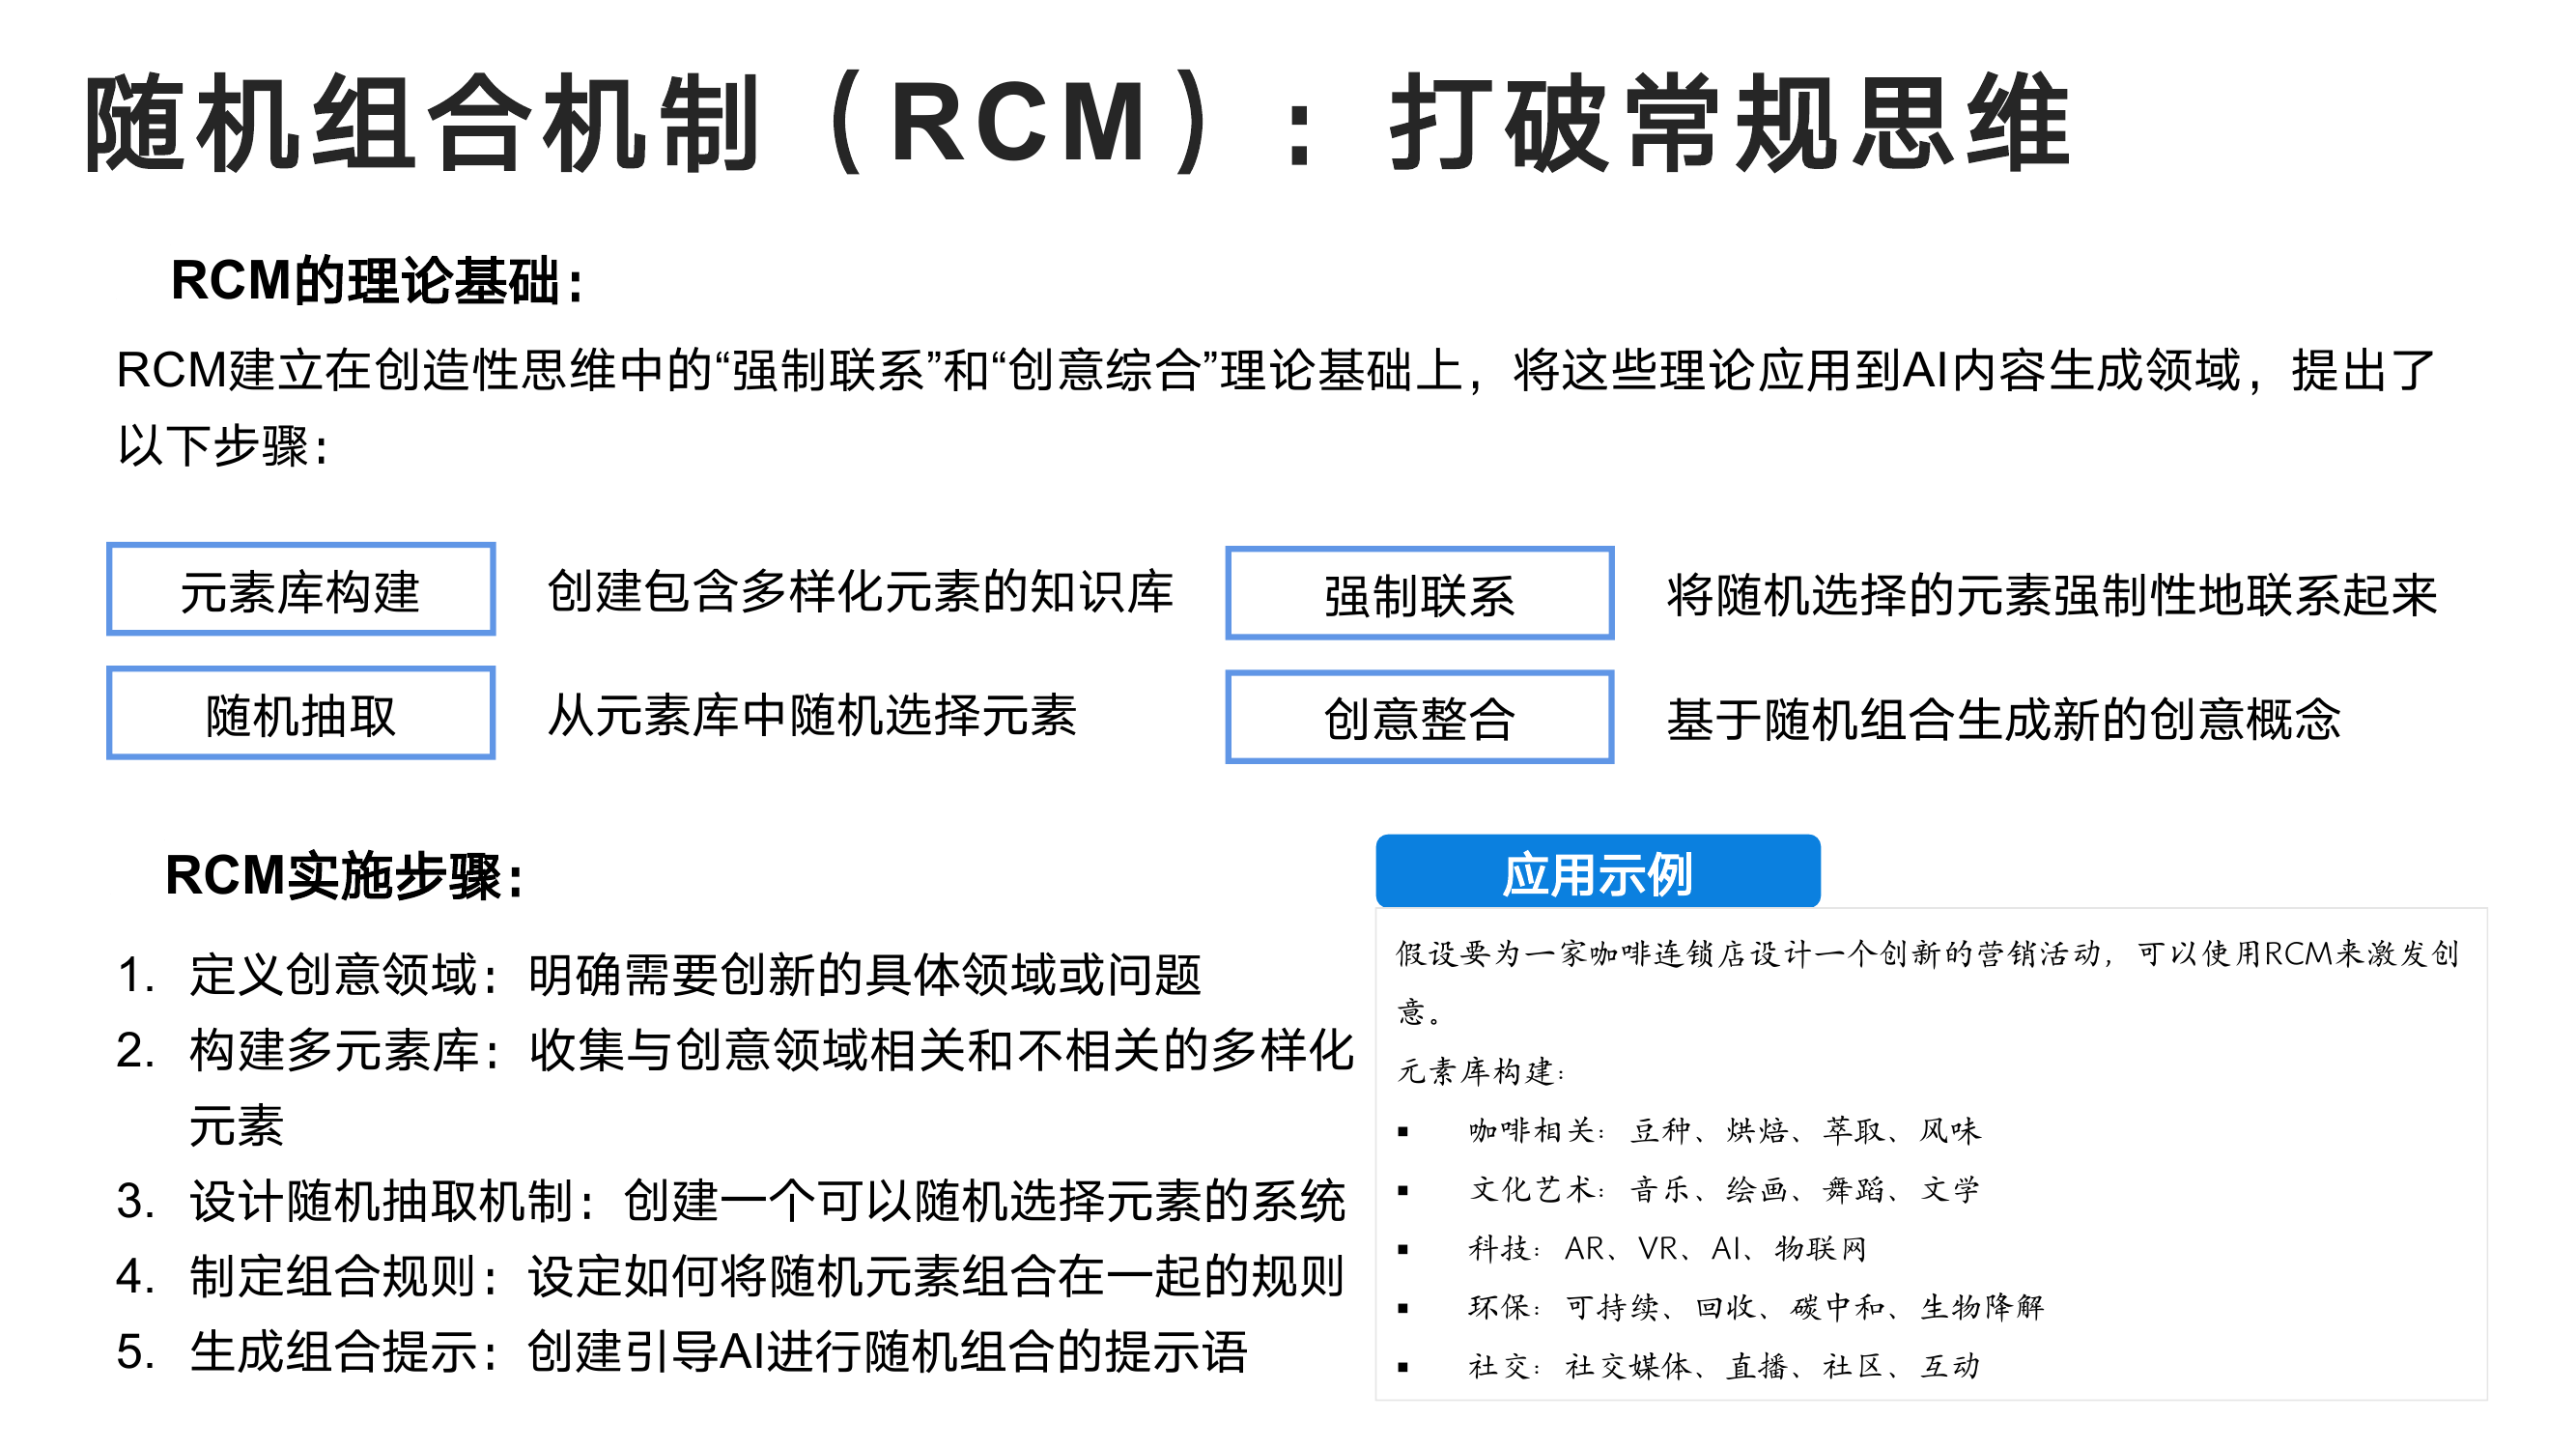 随机组合机制（RCM）：打破常规思维
RCM的理论基础：
RCM建立在创造性思维中的“强制联系”和“创意综合”理论基础上，将这些理论应用到AI内容生成领域，提出了
以下步骤：
元素库构建
创建包含多样化元素的知识库
强制联系
将随机选择的元素强制性地联系起来
随机抽取
从元素库中随机选择元素
创意整合
基于随机组合生成新的创意概念
RCM实施步骤：
1. 定义创意领域：明确需要创新的具体领域或问题
2. 构建多元素库：收集与创意领域相关和不相关的多样化
元素
3. 设计随机抽取机制：创建一个可以随机选择元素的系统
4. 制定组合规则：设定如何将随机元素组合在一起的规则
5. 生成组合提示：创建引导AI进行随机组合的提示语
应用示例
假设要为一家咖啡连锁店设计一个创新的营销活动，可以使用RCM来激发创
意。
元素库构建：
▪ 咖啡相关：豆种、烘焙、萃取、风味
▪ 文化艺术：音乐、绘画、舞蹈、文学
▪ 科技：AR、VR、AI、物联网
▪ 环保：可持续、回收、碳中和、生物降解
▪ 社交：社交媒体、直播、社区、互动